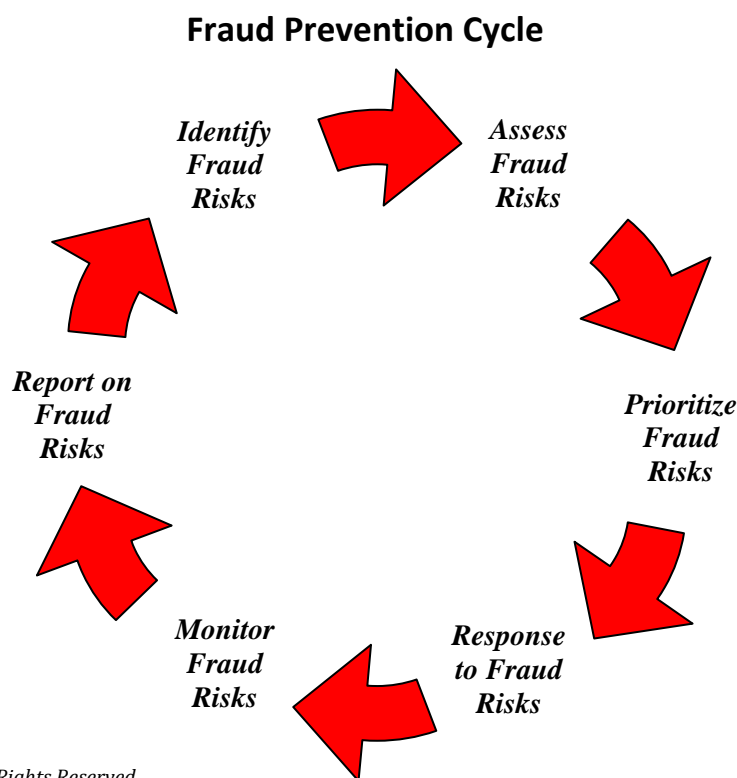 Fraud Prevention Cycle
Identify
Fraud
Risks
Assess
Fraud
Risks
Prioritize
Fraud
Risks
Response
to Fraud
Risks
Monitor
Fraud
Risks
Report on
Fraud
Risks
Rights Reserved